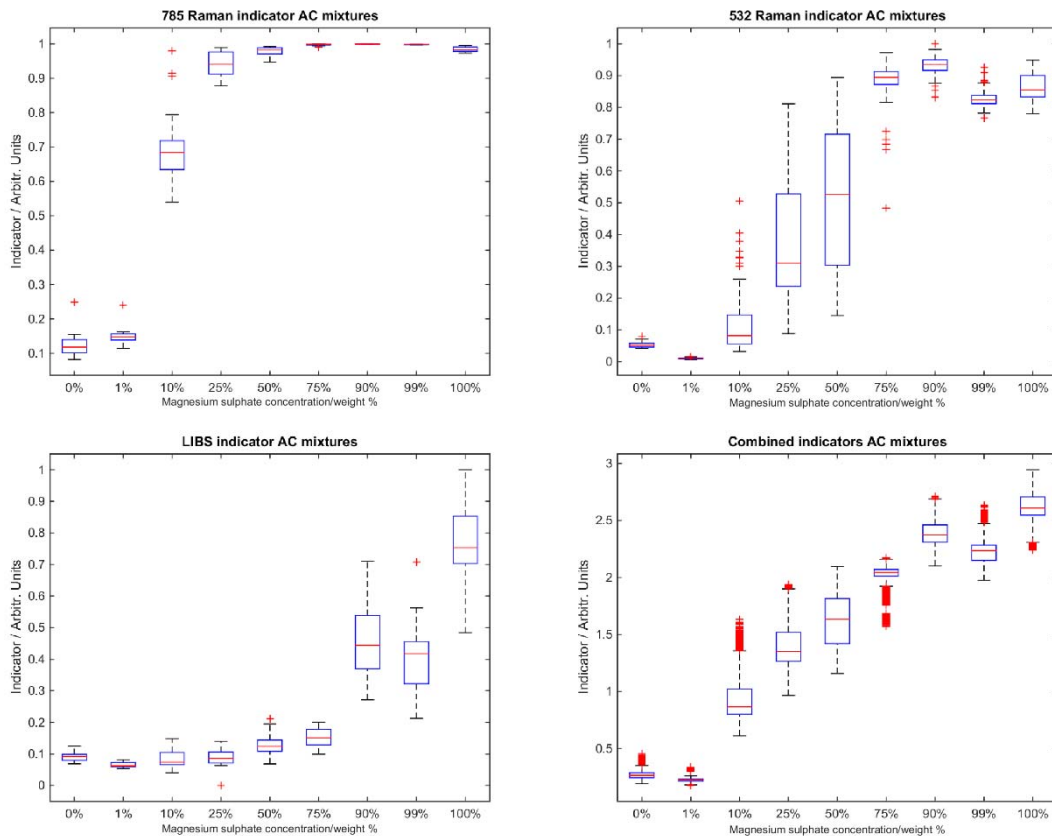 785 Raman indicator AC mixtures
1
0.9
0.8
0.7
0.6
0.5
0.4
0.3
0.2
0.1
Indicator / Arbitr. Units
0% 1% 10% 25% 50% 75% 90% 99% 100%
Magnesium sulphate concentration/weight %
532 Raman indicator AC mixtures
1
0.9
0.8
0.7
0.6
0.5
0.4
0.3
0.2
0.1
0
Indicator / Arbitr. Units
0% 1% 10% 25% 50% 75% 90% 99% 100%
Magnesium sulphate concentration/weight %
LIBS indicator AC mixtures
1
0.9
0.8
0.7
0.6
0.5
0.4
0.3
0.2
0.1
0
Indicator / Arbitr. Units
0% 1% 10% 25% 50% 75% 90% 99% 100%
Magnesium sulphate concentration/weight %
Combined indicators AC mixtures
3
2.5
2
1.5
1
0.5
Indicator / Arbitr. Units
0% 1% 10% 25% 50% 75% 90% 99% 100%
Magnesium sulphate concentration/weight %